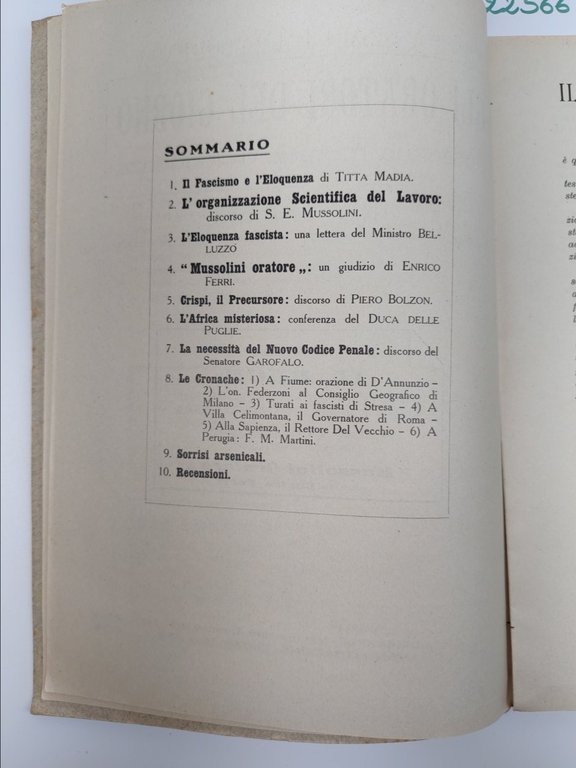 22566
SOMMARIO
1. Il Fascismo e l'Eloquenza di TITTA MADIA.
2. L' organizzazione Scientifica del Lavoro:
discorso di S. E. MUSSOLINI.
3. L'Eloquenza fascista: una lettera del Ministro BEL-
LUZZO
4. “ Mussolini oratore „: un giudizio di ENRICO
FERRI.
5. Crispi, il Precursore: discorso di PIERO BOLZON.
6. L'Africa misteriosa: conferenza del DUCA DELLE
PUGLIE.
7. La necessità del Nuovo Codice Penale: discorso del
Senatore GAROFALO.
8. Le Cronache: 1) A Fiume: orazione di D'Annunzio -
2) L'on. Federzoni al Consiglio Geografico di
Milano - 3) Turati ai fascisti di Stresa - 4) A
Villa Celimontana, il Governatore di Roma -
5) Alla Sapienza, il Rettore Del Vecchio - 6) A
Perugia: F. M. Martini.
9. Sorrisi arsenicali.
10. Recensioni.
IL
è q